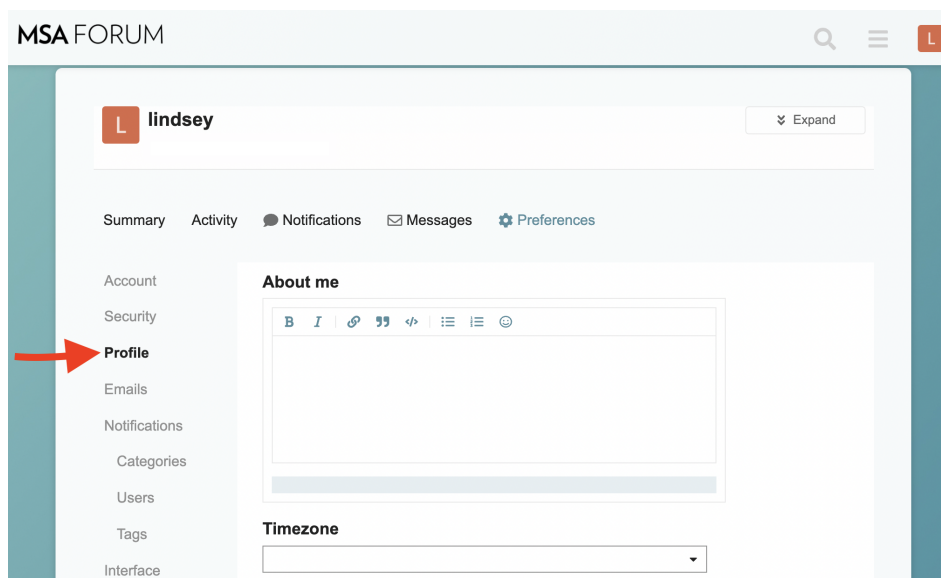 MSA FORUM
L
L
lindsey
Expand
Summary Activity Notifications Messages Preferences
Account
Security
Profile
Emails
Notifications
Categories
Users
Tags
Interface
About me
B I </>
Timezone